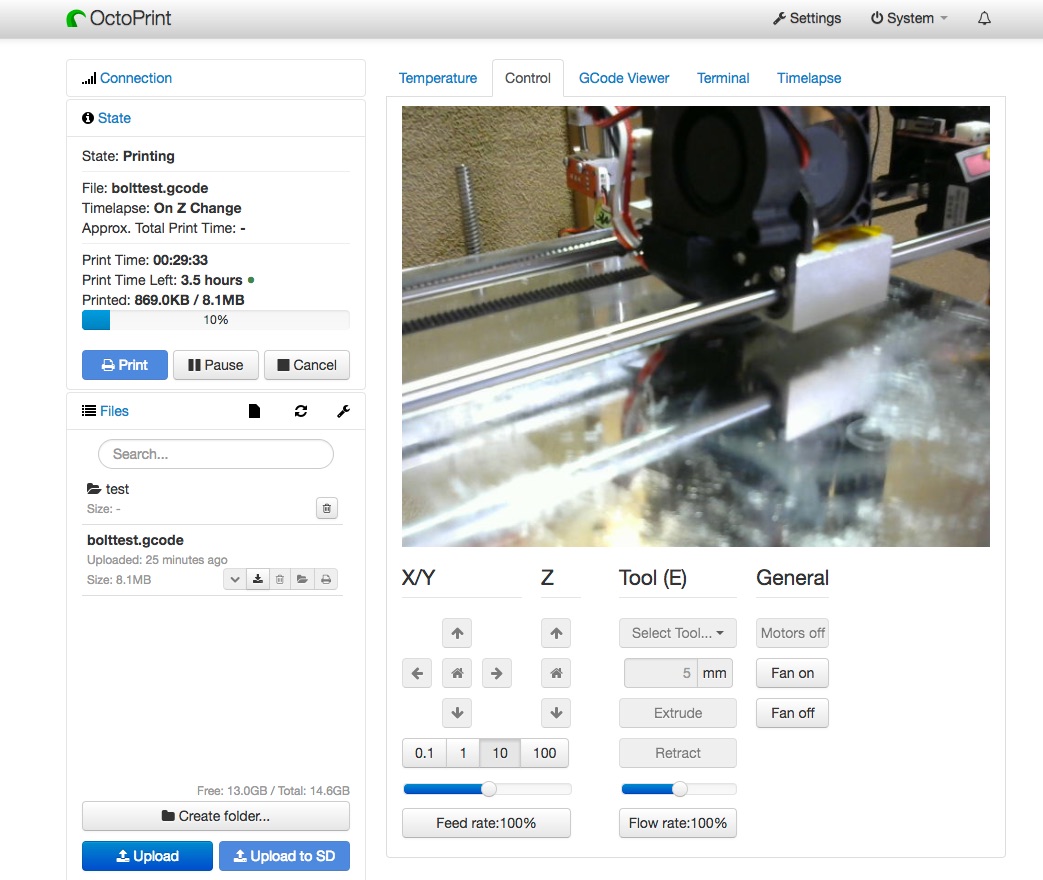 OctoPrint
Settings
System
Connection
State
State: Printing
File: bolttest.gcode
Timelapse: On Z Change
Approx. Total Print Time: -
Print Time: 00:29:33
Print Time Left: 3.5 hours
Printed: 869.0KB / 8.1MB
10%
Print
Pause
Cancel
Files
Search...
test
Size: -
bolttest.gcode
Uploaded: 25 minutes ago
Size: 8.1MB
Free: 13.0GB / Total: 14.6GB
Create folder...
Upload
Upload to SD
Temperature
Control
GCode Viewer
Terminal
Timelapse
X/Y
Z
Tool (E)
General
Select Tool...
Motors off
5 mm
Fan on
Extrude
Fan off
0.1 1 10 100
Retract
Feed rate:100%
Flow rate:100%